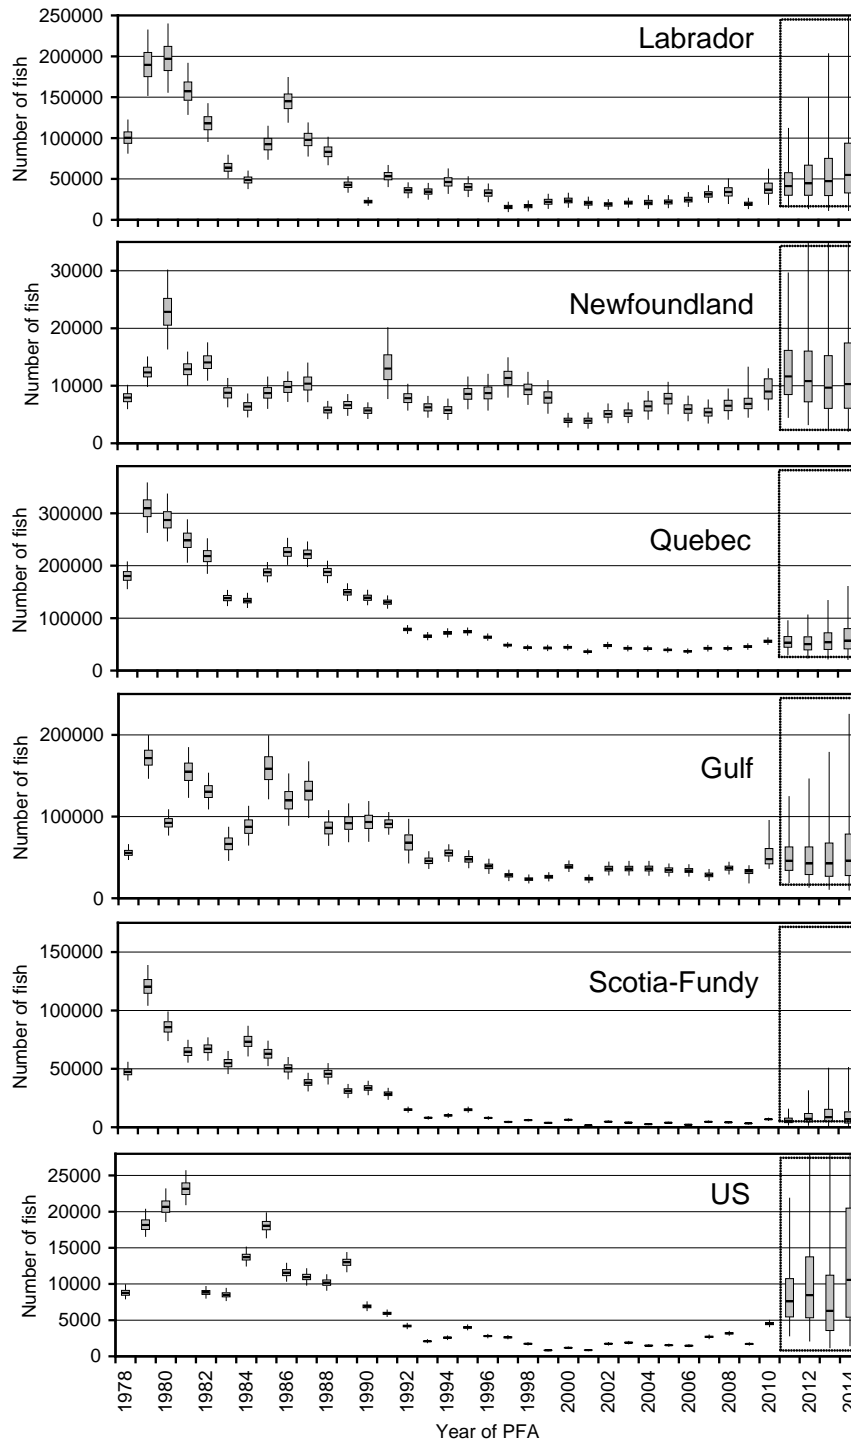 Labrador
Number of fish
250000
200000
150000
100000
50000
0
Newfoundland
Number of fish
30000
20000
10000
0
Quebec
Number of fish
300000
200000
100000
0
Gulf
Number of fish
200000
100000
0
Scotia-Fundy
Number of fish
150000
100000
50000
0
US
Number of fish
25000
20000
15000
10000
5000
0
1978 1980 1982 1984 1986 1988 1990 1992 1994 1996 1998 2000 2002 2004 2006 2008 2010 2012 2014
Year of PFA